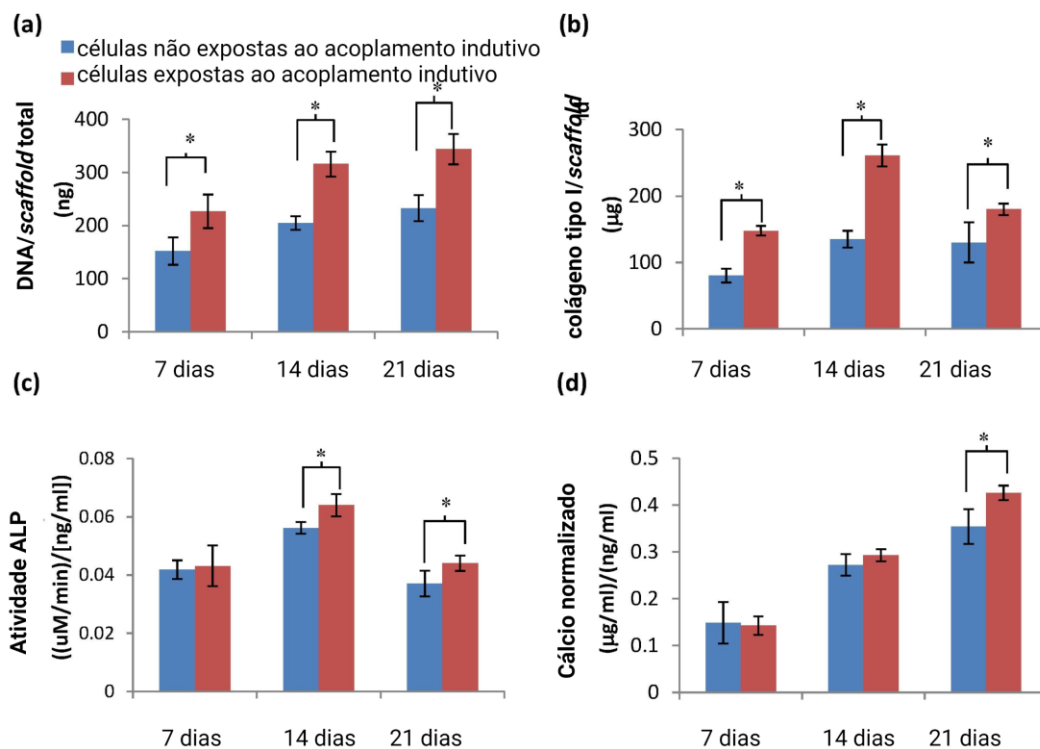 (a)
células não expostas ao acoplamento indutivo
células expostas ao acoplamento indutivo
DNA/scaffold total
(ng)
400
300
200
100
0
*
*
*
7 dias
14 dias
21 dias
(b)
colágeno tipo I/scaffold
(µg)
300
200
100
0
*
*
*
7 dias
14 dias
21 dias
(c)
Atividade ALP
((uM/min)/[ng/ml])
0.08
0.06
0.04
0.02
0
*
*
7 dias
14 dias
21 dias
(d)
Cálcio normalizado
(µg/ml)/(ng/ml)
0.5
0.4
0.3
0.2
0.1
0
*
7 dias
14 dias
21 dias